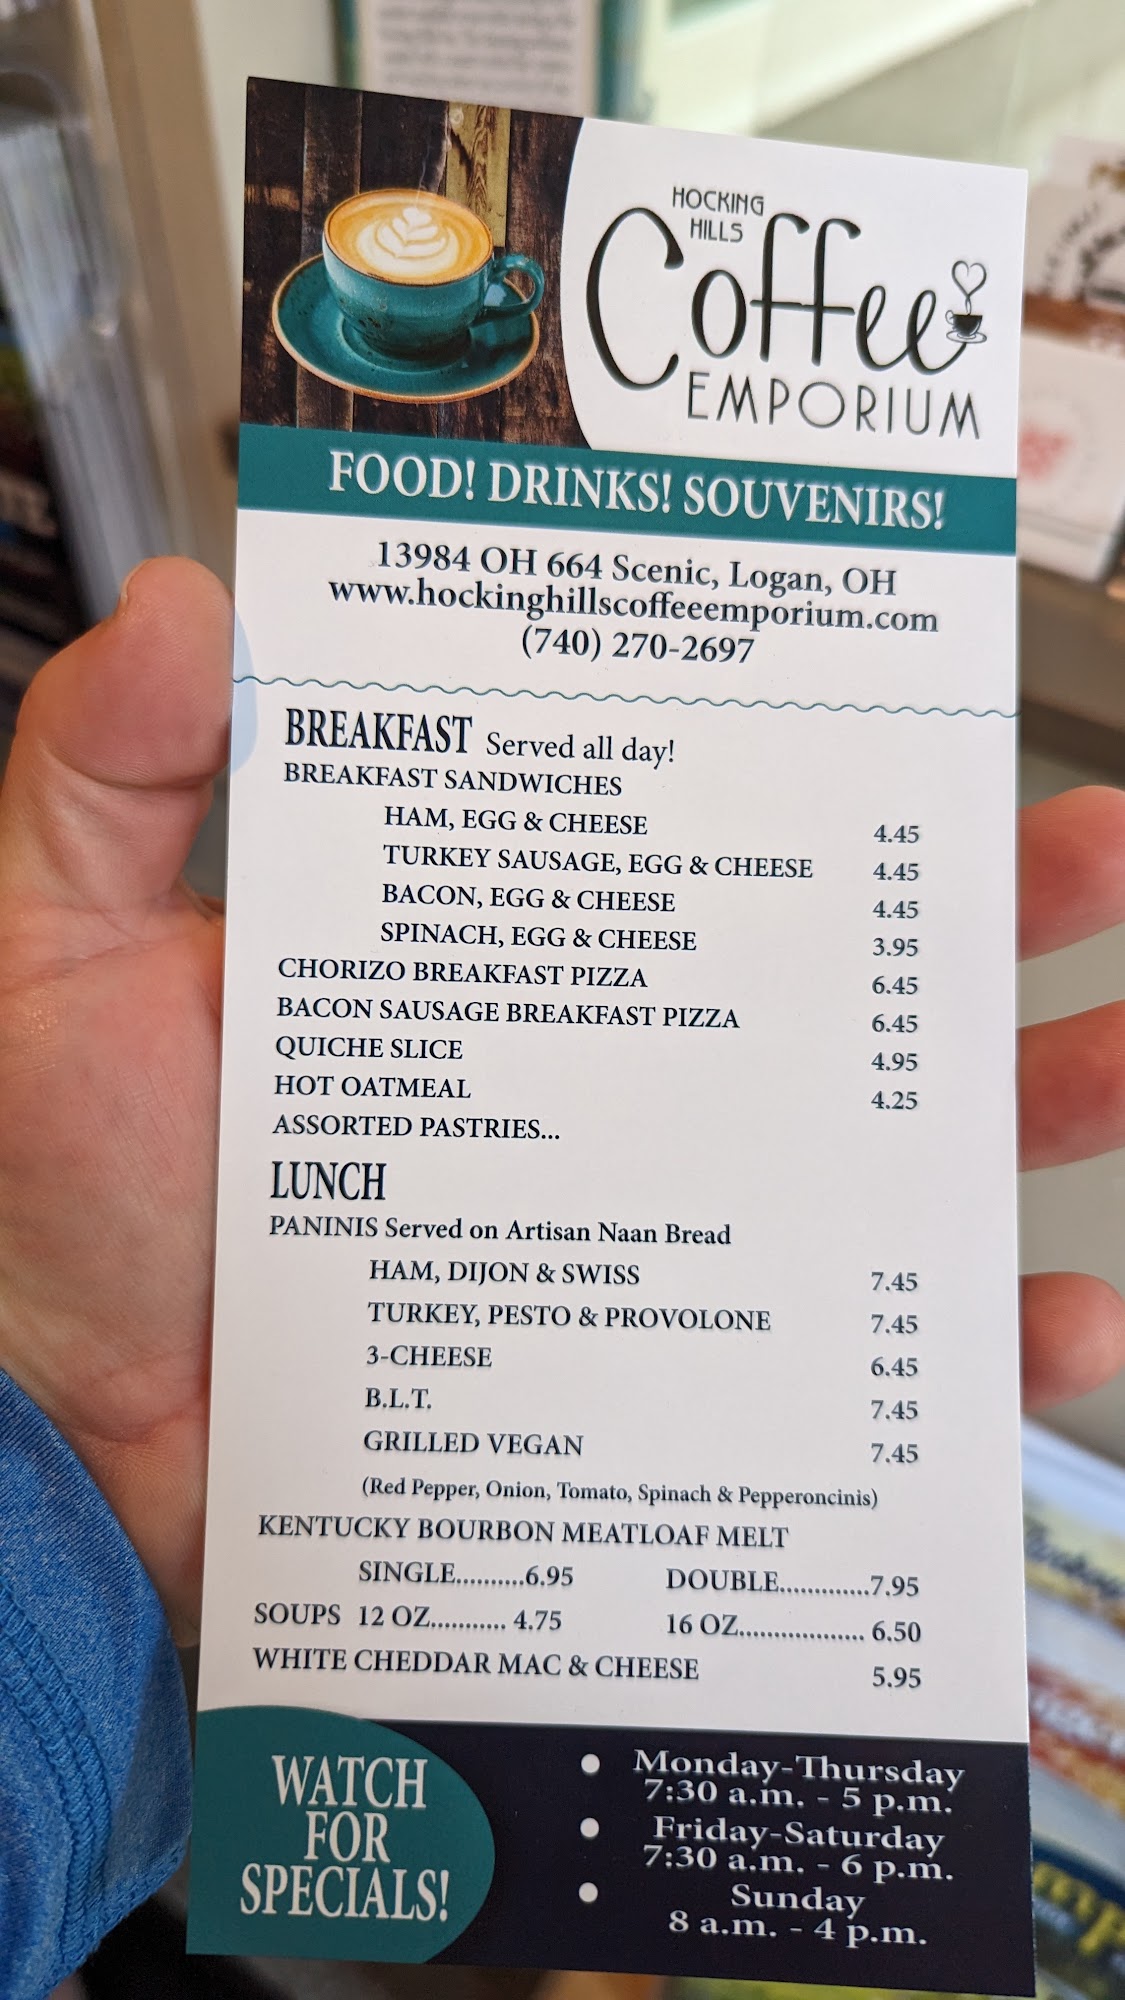 HOCKING
HILLS
Coffee
EMPORIUM
FOOD! DRINKS! SOUVENIRS!
13984 OH 664 Scenic, Logan, OH
www.hockinghillscoffeeemporium.com
(740) 270-2697
BREAKFAST Served all day!
BREAKFAST SANDWICHES
HAM, EGG & CHEESE 4.45
TURKEY SAUSAGE, EGG & CHEESE 4.45
BACON, EGG & CHEESE 4.45
SPINACH, EGG & CHEESE 3.95
CHORIZO BREAKFAST PIZZA 6.45
BACON SAUSAGE BREAKFAST PIZZA 6.45
QUICHE SLICE 4.95
HOT OATMEAL 4.25
ASSORTED PASTRIES...
LUNCH
PANINIS Served on Artisan Naan Bread
HAM, DIJON & SWISS 7.45
TURKEY, PESTO & PROVOLONE 7.45
3-CHEESE 6.45
B.L.T. 7.45
GRILLED VEGAN 7.45
(Red Pepper, Onion, Tomato, Spinach & Pepperoncinis)
KENTUCKY BOURBON MEATLOAF MELT
SINGLE..........6.95 DOUBLE.............7.95
SOUPS 12 OZ........... 4.75 16 OZ.................. 6.50
WHITE CHEDDAR MAC & CHEESE 5.95
WATCH
FOR
SPECIALS!
• Monday-Thursday
7:30 a.m. - 5 p.m.
• Friday-Saturday
7:30 a.m. - 6 p.m.
• Sunday
8 a.m. - 4 p.m.